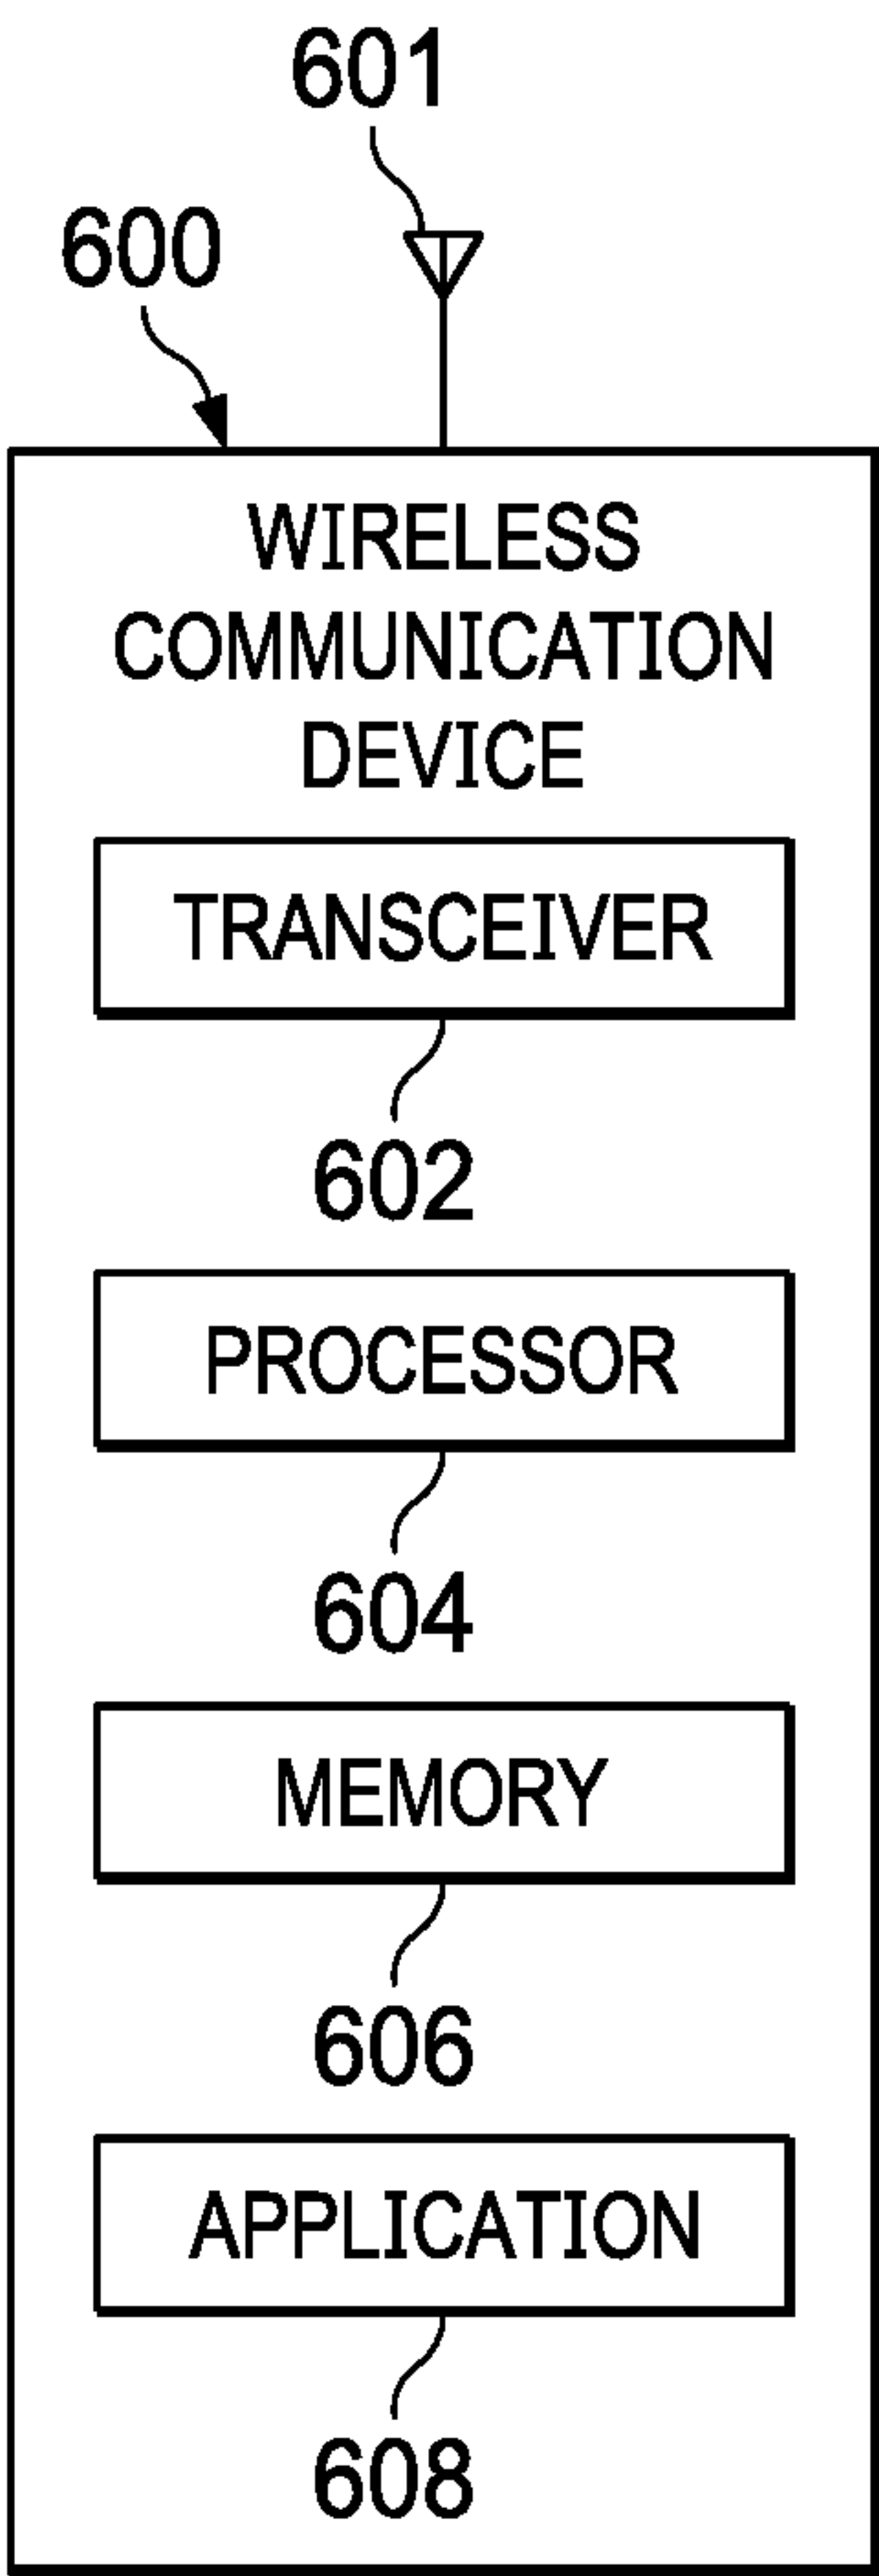 601
600
WIRELESS
COMMUNICATION
DEVICE
TRANSCEIVER
602
PROCESSOR
604
MEMORY
606
APPLICATION
608